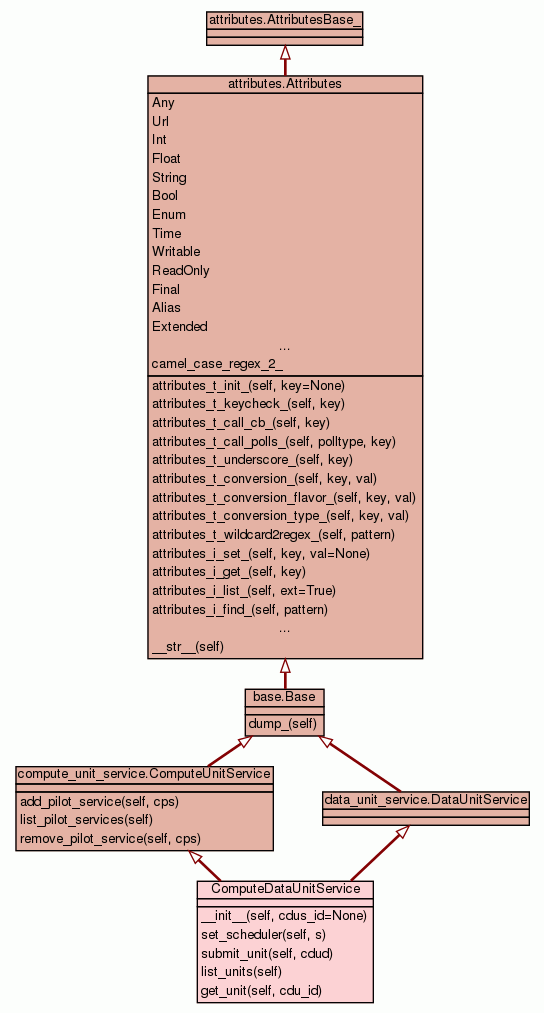 attributes.AttributesBase_
attributes.Attributes
Any
Url
Int
Float
String
Bool
Enum
Time
Writable
ReadOnly
Final
Alias
Extended
...
camel_case_regex_2_
attributes_t_init_(self, key=None)
attributes_t_keycheck_(self, key)
attributes_t_call_cb_(self, key)
attributes_t_call_polls_(self, polltype, key)
attributes_t_underscore_(self, key)
attributes_t_conversion_(self, key, val)
attributes_t_conversion_flavor_(self, key, val)
attributes_t_conversion_type_(self, key, val)
attributes_t_wildcard2regex_(self, pattern)
attributes_i_set_(self, key, val=None)
attributes_i_get_(self, key)
attributes_i_list_(self, ext=True)
attributes_i_find_(self, pattern)
...
__str__(self)
base.Base
dump_(self)
compute_unit_service.ComputeUnitService
add_pilot_service(self, cps)
list_pilot_services(self)
remove_pilot_service(self, cps)
data_unit_service.DataUnitService
ComputeDataUnitService
__init__(self, cdus_id=None)
set_scheduler(self, s)
submit_unit(self, cdud)
list_units(self)
get_unit(self, cdu_id)